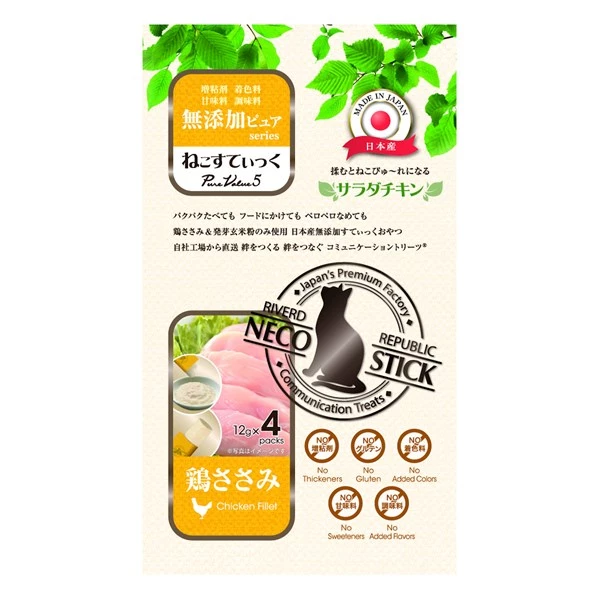 増粘剤 着色料
甘味料 調味料
無添加ピュア
series
ねこすてぃっく
PureValue5
MADE IN JAPAN
日本産
揉むとねこぴゅ〜れになる
サラダチキン
パクパクたべても フードにかけても ペロペロなめても
鶏ささみ&発芽玄米粉のみ使用 日本産無添加すてぃっくおやつ
自社工場から直送 絆をつくる 絆をつなぐ コミュニケーショントリーツ®
Japan's Premium Factory
RIVERD REPUBLIC
NECO STICK
Communication Treats
12g×4
packs
※写真はイメージです
鶏ささみ
Chicken Fillet
NO 増粘剤
No Thickeners
NO グルテン
No Gluten
NO 着色料
No Added Colors
NO 甘味料
No Sweeteners
NO 調味料
No Added Flavors